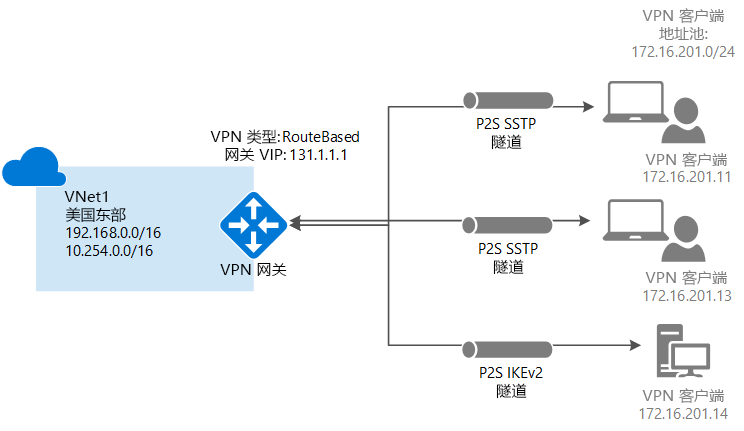 VPN 客户端
地址池:
172.16.201.0/24
P2S SSTP
隧道
VPN 类型:RouteBased
网关 VIP: 131.1.1.1
VPN 客户端
172.16.201.11
VNet1
美国东部
192.168.0.0/16
10.254.0.0/16
VPN 网关
P2S SSTP
隧道
VPN 客户端
172.16.201.13
P2S IKEv2
隧道
VPN 客户端
172.16.201.14